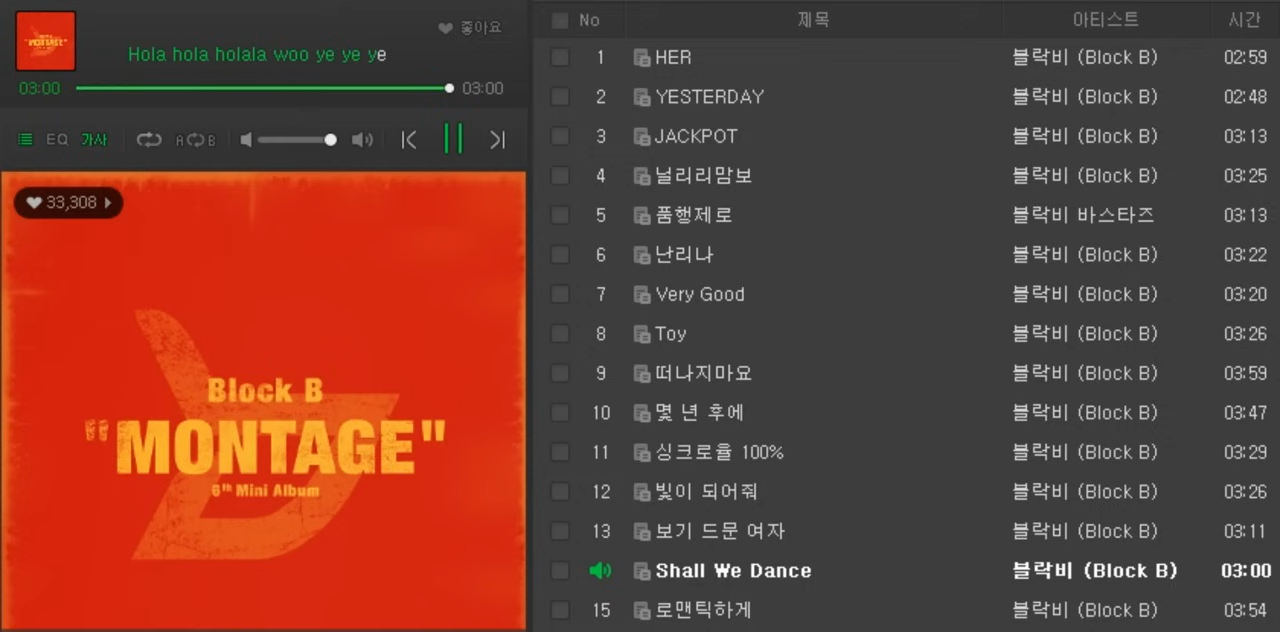 "MONTAGE"
좋아요
Hola hola holala woo ye ye ye
03:00 03:00
EQ 가사 A B
33,308
Block B
"MONTAGE"
6th Mini Album
No 제목 아티스트 시간
1 HER 블락비 (Block B) 02:59
2 YESTERDAY 블락비 (Block B) 02:48
3 JACKPOT 블락비 (Block B) 03:13
4 닐리리맘보 블락비 (Block B) 03:25
5 품행제로 블락비 바스타즈 03:13
6 난리나 블락비 (Block B) 03:22
7 Very Good 블락비 (Block B) 03:20
8 Toy 블락비 (Block B) 03:26
9 떠나지마요 블락비 (Block B) 03:59
10 몇 년 후에 블락비 (Block B) 03:47
11 싱크로율 100% 블락비 (Block B) 03:29
12 빛이 되어줘 블락비 (Block B) 03:26
13 보기 드문 여자 블락비 (Block B) 03:11
Shall We Dance 블락비 (Block B) 03:00
15 로맨틱하게 블락비 (Block B) 03:54